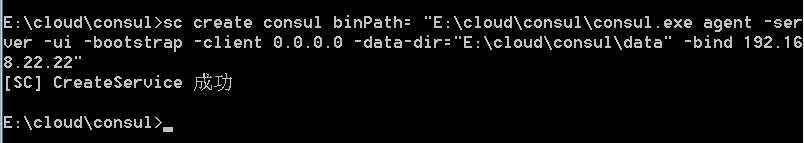 E:\cloud\consul>sc create consul binPath= "E:\cloud\consul\consul.exe agent -ser
ver -ui -bootstrap -client 0.0.0.0 -data-dir="E:\cloud\consul\data" -bind 192.16
8.22.22"
[SC] CreateService 成功
E:\cloud\consul>_